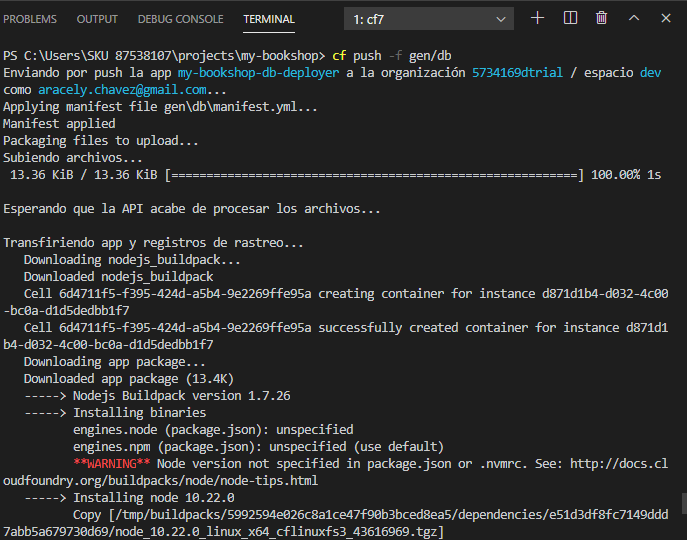 PROBLEMS OUTPUT DEBUG CONSOLE TERMINAL 1: cf7
PS C:\Users\SKU 87538107\projects\my-bookshop> cf push -f gen/db
Enviando por push la app my-bookshop-db-deployer a la organización 5734169dtrial / espacio dev
como aracely.chavez@gmail.com...
Applying manifest file gen\db\manifest.yml...
Manifest applied
Packaging files to upload...
Subiendo archivos...
13.36 KiB / 13.36 KiB [==========================================================] 100.00% 1s
Esperando que la API acabe de procesar los archivos...
Transfiriendo app y registros de rastreo...
Downloading nodejs_buildpack...
Downloaded nodejs_buildpack
Cell 6d4711f5-f395-424d-a5b4-9e2269ffe95a creating container for instance d871d1b4-d032-4c00
-bc0a-d1d5dedbb1f7
Cell 6d4711f5-f395-424d-a5b4-9e2269ffe95a successfully created container for instance d871d1
b4-d032-4c00-bc0a-d1d5dedbb1f7
Downloading app package...
Downloaded app package (13.4K)
-----> Nodejs Buildpack version 1.7.26
-----> Installing binaries
engines.node (package.json): unspecified
engines.npm (package.json): unspecified (use default)
**WARNING** Node version not specified in package.json or .nvmrc. See: http://docs.cl
oudfoundry.org/buildpacks/node/node-tips.html
-----> Installing node 10.22.0
Copy [/tmp/buildpacks/5992594e026c8a1ce47f90b3bced8ea5/dependencies/e51d3df8fc7149ddd
7abb5a679730d69/node_10.22.0_linux_x64_cflinuxfs3_43616969.tgz]